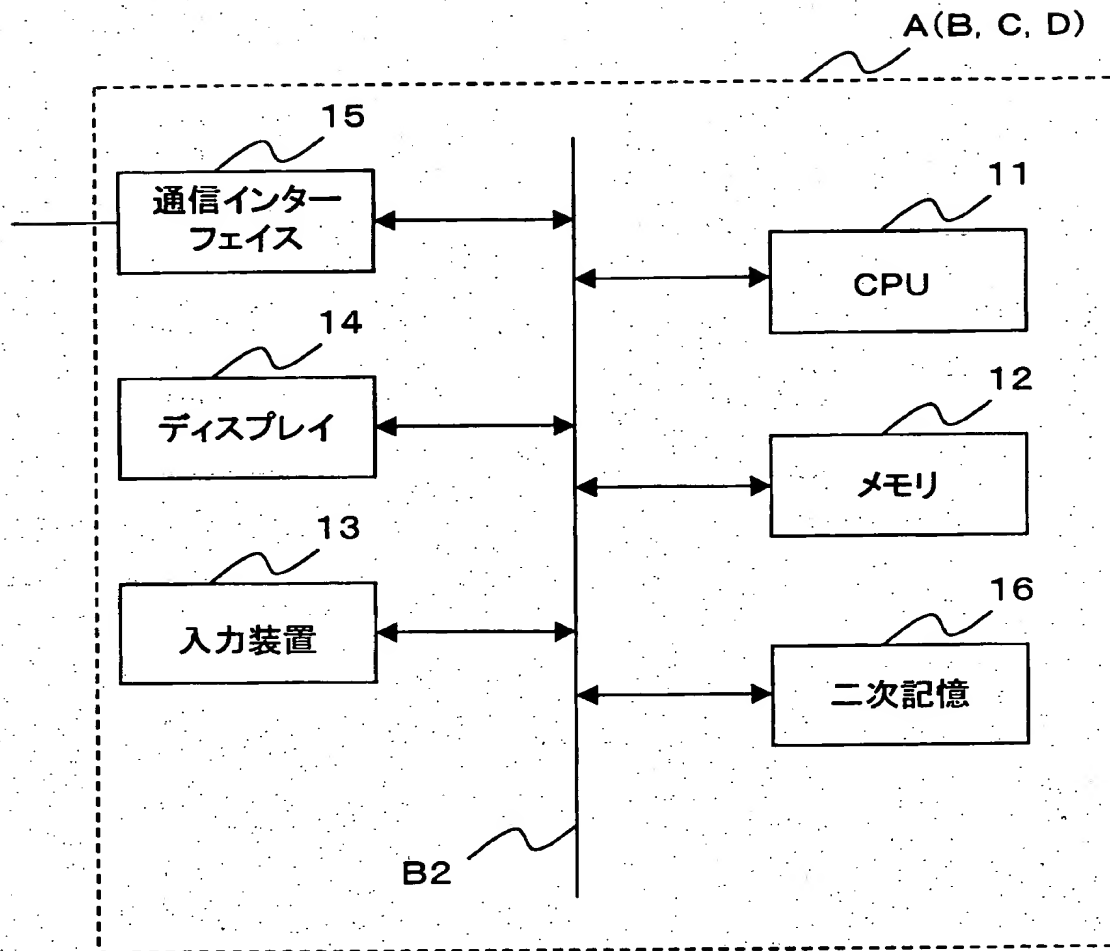 A(B, C, D)
15
通信インター
フェイス
11
CPU
14
ディスプレイ
12
メモリ
13
入力装置
16
二次記憶
B2